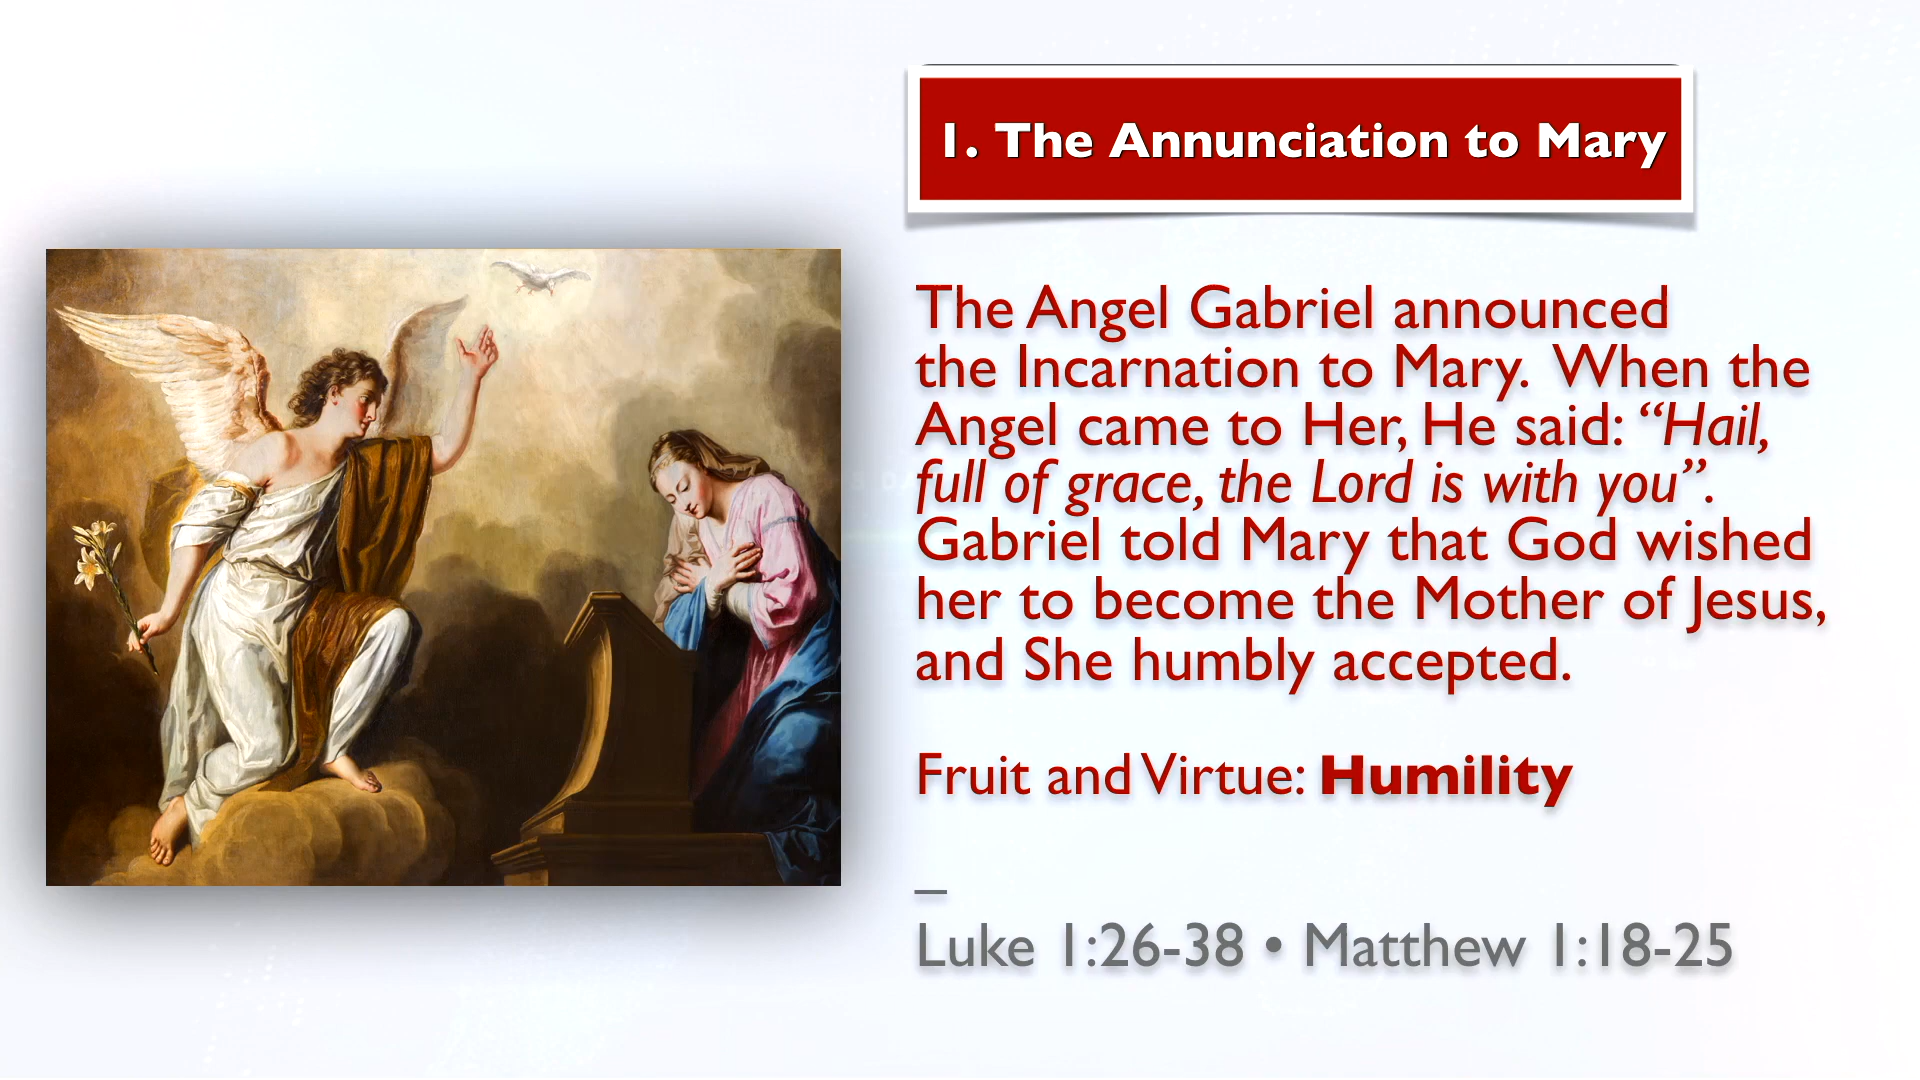 1. The Annunciation to Mary
The Angel Gabriel announced
the Incarnation to Mary. When the
Angel came to Her, He said: “Hail,
full of grace, the Lord is with you”.
Gabriel told Mary that God wished
her to become the Mother of Jesus,
and She humbly accepted.
Fruit and Virtue: Humility
–
Luke 1:26-38 • Matthew 1:18-25